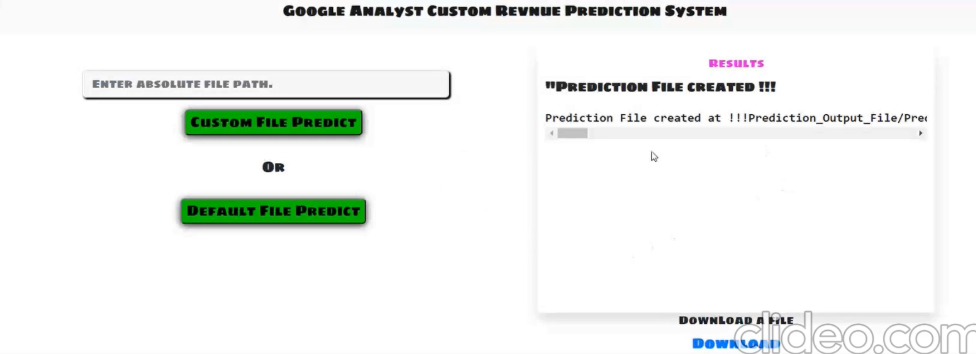 Google Analyst Custom Revnue Prediction System
Enter absolute file path.
Custom File Predict
Or
Default File Predict
Results
"Prediction File created !!!
Prediction File created at !!!Prediction_Output_File/Pred
Download a File
Download
clideo.com